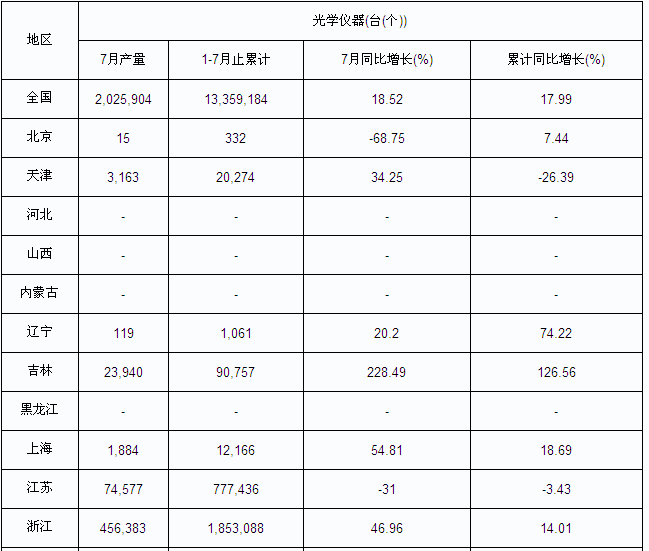 地区 光学仪器(台(个))
7月产量 1-7月止累计 7月同比增长(%) 累计同比增长(%)
全国 2,025,904 13,359,184 18.52 17.99
北京 15 332 -68.75 7.44
天津 3,163 20,274 34.25 -26.39
河北 - - - -
山西 - - - -
内蒙古 - - - -
辽宁 119 1,061 20.2 74.22
吉林 23,940 90,757 228.49 126.56
黑龙江 - - - -
上海 1,884 12,166 54.81 18.69
江苏 74,577 777,436 -31 -3.43
浙江 456,383 1,853,088 46.96 14.01